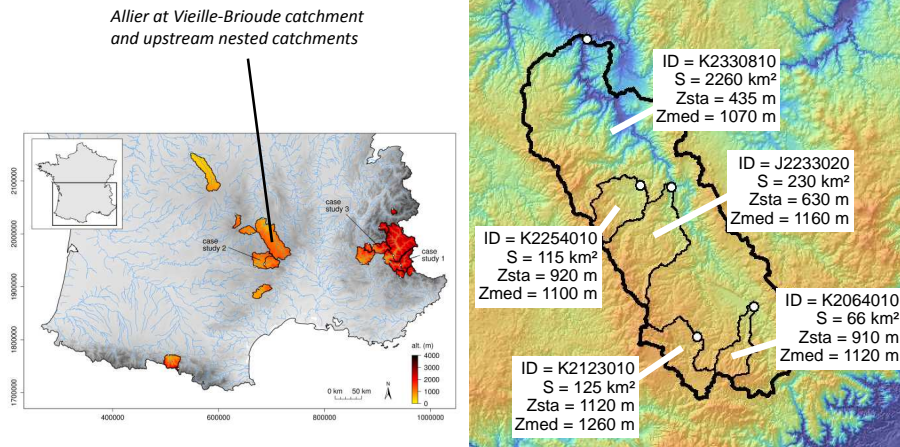 Allier at Vieille-Brioude catchment
and upstream nested catchments
2100000
2000000
1900000
1800000
1700000
case
study 3
case
study 2
case
study 1
alt. (m)
4000
3000
2000
1000
0
0 km 50 km
N
400000
600000
800000
1000000
ID = K2330810
S = 2260 km²
Zsta = 435 m
Zmed = 1070 m
ID = J2233020
S = 230 km²
Zsta = 630 m
Zmed = 1160 m
ID = K2254010
S = 115 km²
Zsta = 920 m
Zmed = 1100 m
ID = K2064010
S = 66 km²
Zsta = 910 m
Zmed = 1120 m
ID = K2123010
S = 125 km²
Zsta = 1120 m
Zmed = 1260 m